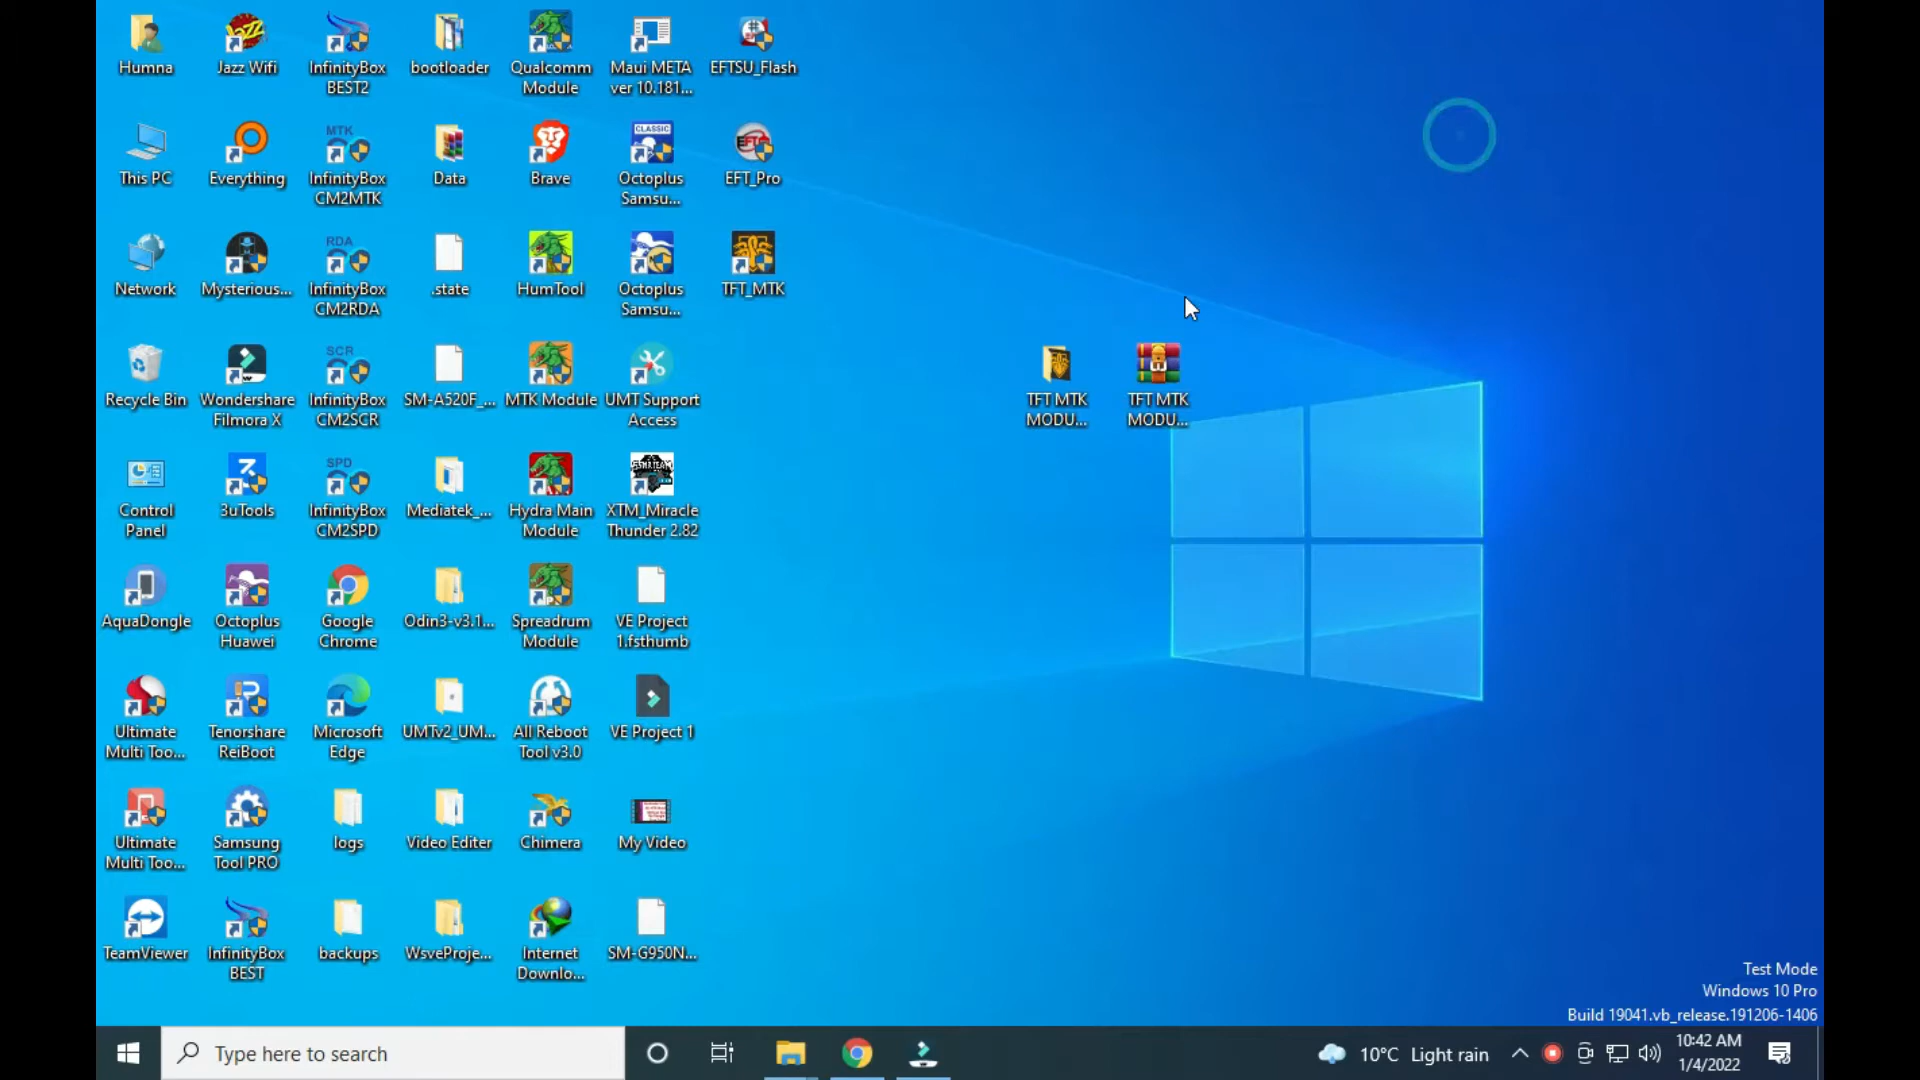 Humna
Jazz Wifi
InfinityBox
BEST2
bootloader
Qualcomm
Module
Maui META
ver 10.181...
EFTSU_Flash
This PC
Everything
MTK
InfinityBox
CM2MTK
Data
Brave
CLASSIC
Octoplus
Samsu...
EFT
EFT_Pro
Network
Mysterious...
RDA
InfinityBox
CM2RDA
.state
HumTool
Octoplus
Samsu...
TFT_MTK
Recycle Bin
Wondershare
Filmora X
SCR
InfinityBox
CM2SCR
SM-A520F_...
MTK Module
UMT Support
Access
TFT MTK
MODU...
TFT MTK
MODU...
Control
Panel
3uTools
SPD
InfinityBox
CM2SPD
Mediatek_...
Hydra Main
Module
XTM_Miracle
Thunder 2.82
AquaDongle
Octoplus
Huawei
Google
Chrome
Odin3-v3.1...
Spreadrum
Module
VE Project
1.fsthumb
Ultimate
Multi Too...
Tenorshare
ReiBoot
Microsoft
Edge
UMTv2_UM...
All Reboot
Tool v3.0
VE Project 1
Ultimate
Multi Too...
Samsung
Tool PRO
logs
Video Editer
Chimera
My Video
TeamViewer
InfinityBox
BEST
backups
WsveProje...
Internet
Downlo...
SM-G950N...
Test Mode
Windows 10 Pro
Build 19041.vb_release.191206-1406
Type here to search
10°C Light rain
10:42 AM
1/4/2022